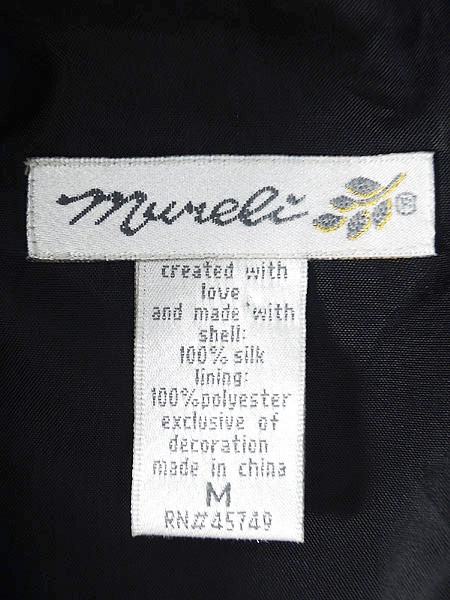 mureli ®
created with
love
and made with
shell:
100% silk
lining:
100%polyester
exclusive of
decoration
made in china
M
RN#45749